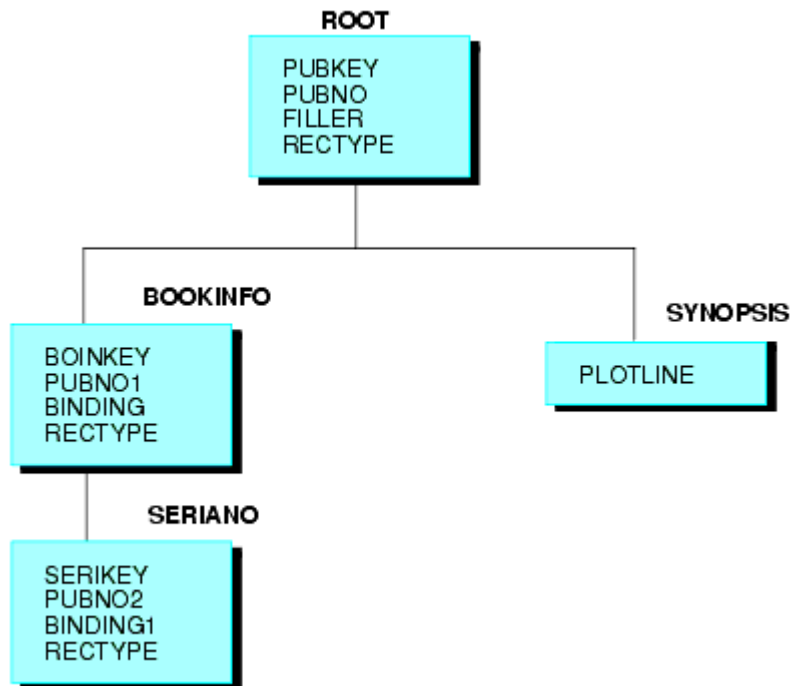 ROOT
PUBKEY
PUBNO
FILLER
RECTYPE
BOOKINFO
BOINKEY
PUBNO1
BINDING
RECTYPE
SYNOPSIS
PLOTLINE
SERIANO
SERIKEY
PUBNO2
BINDING1
RECTYPE